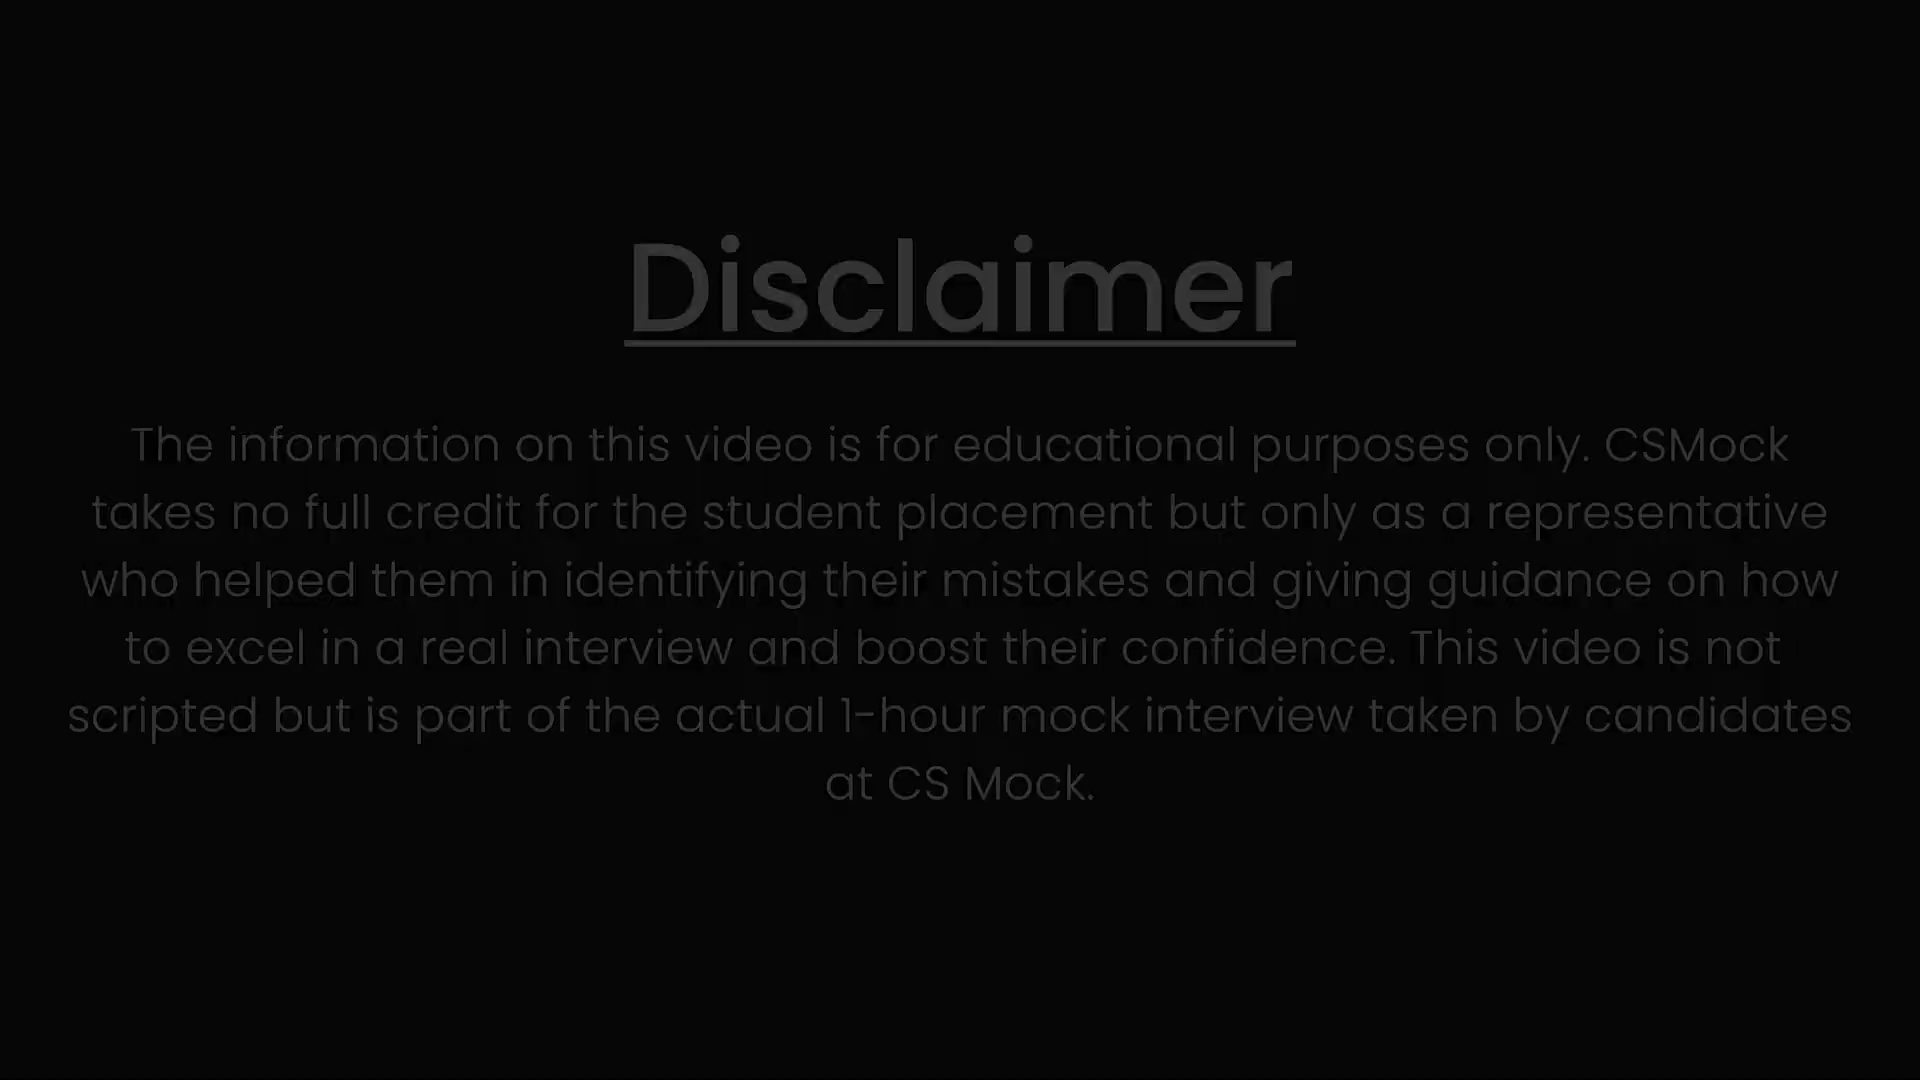 Disclaimer
The information on this video is for educational purposes only. CSMock
takes no full credit for the student placement but only as a representative
who helped them in identifying their mistakes and giving guidance on how
to excel in a real interview and boost their confidence. This video is not
scripted but is part of the actual 1-hour mock interview taken by candidates
at CS Mock.